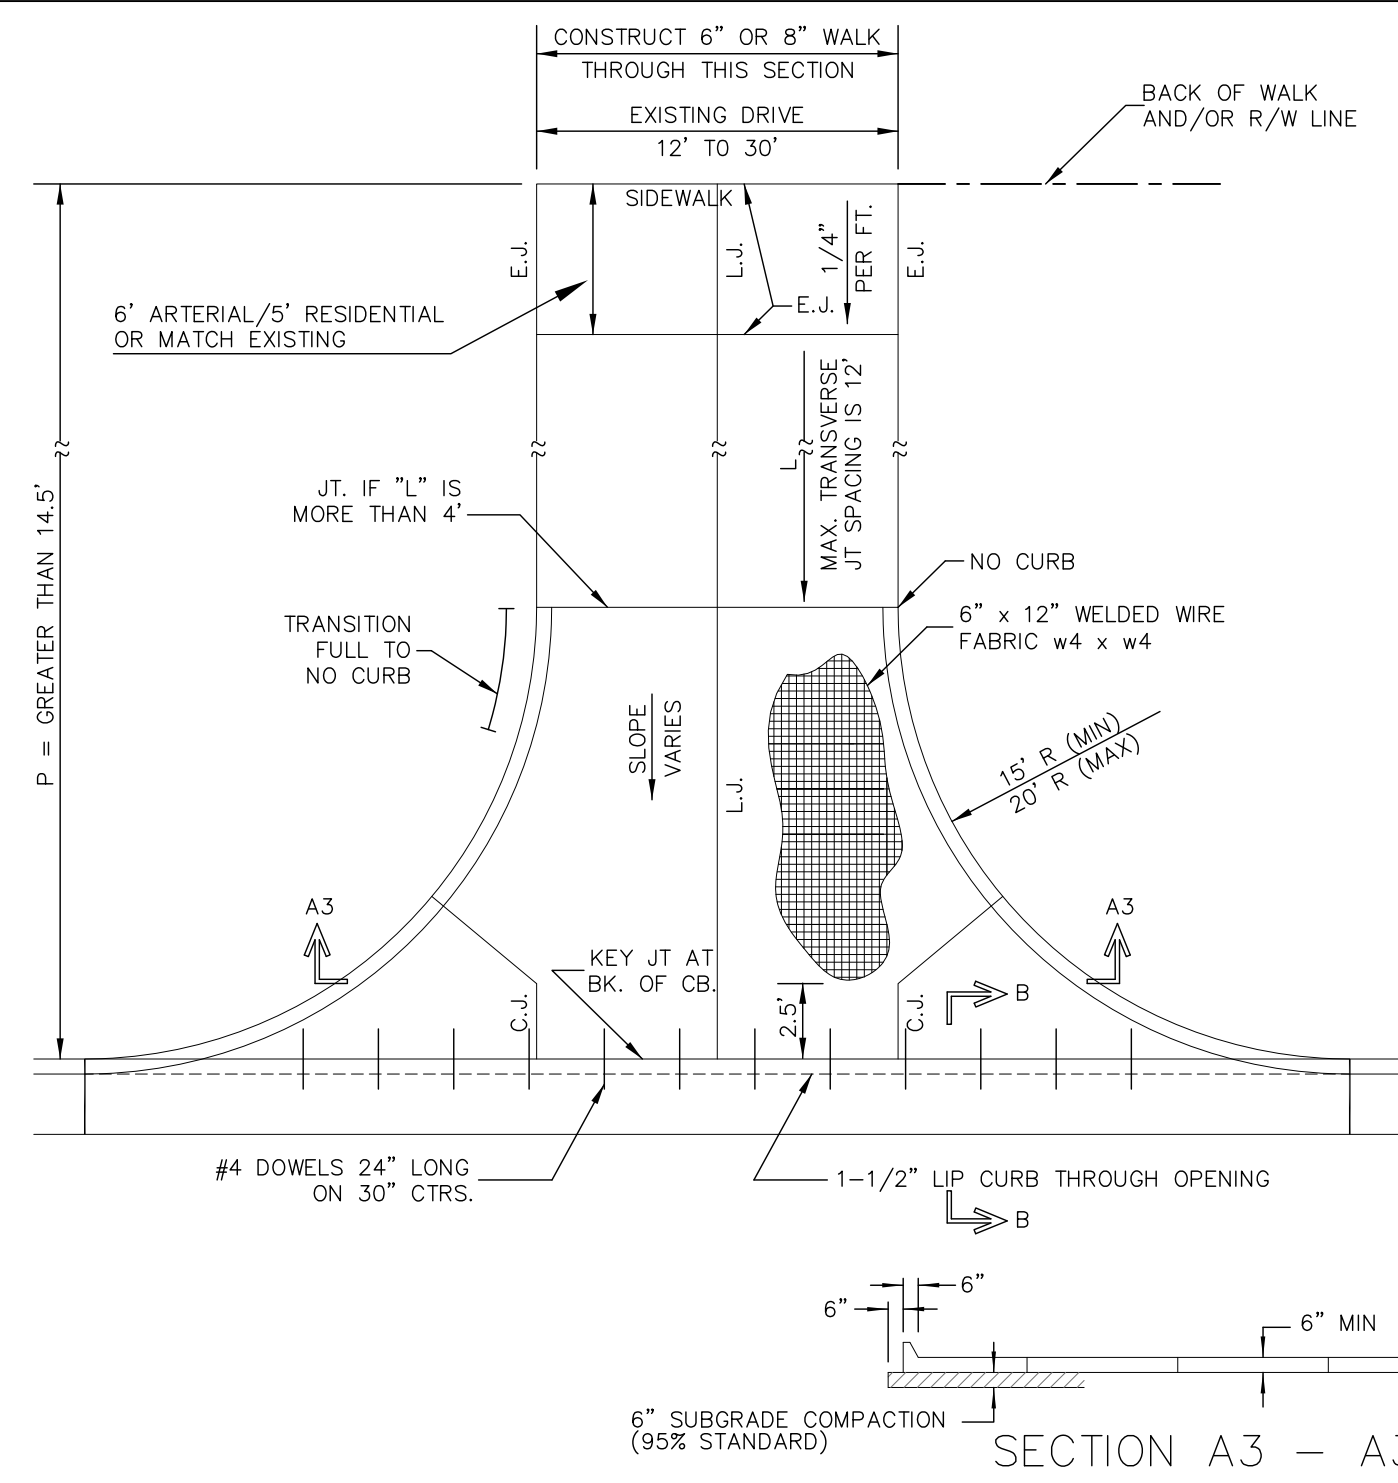 CONSTRUCT 6" OR 8" WALK
THROUGH THIS SECTION
EXISTING DRIVE
12' TO 30'
BACK OF WALK
AND/OR R/W LINE
SIDEWALK
E.J.
L.J.
1/4"
PER FT.
E.J.
E.J.
6' ARTERIAL/5' RESIDENTIAL
OR MATCH EXISTING
L
MAX. TRANSVERSE
JT SPACING IS 12'
P = GREATER THAN 14.5'
JT. IF "L" IS
MORE THAN 4'
NO CURB
6" x 12" WELDED WIRE
FABRIC w4 x w4
TRANSITION
FULL TO
NO CURB
SLOPE
VARIES
L.J.
15' R (MIN)
20' R (MAX)
A3
A3
KEY JT AT
BK. OF CB.
C.J.
2.5'
C.J.
B
#4 DOWELS 24" LONG
ON 30" CTRS.
1-1/2" LIP CURB THROUGH OPENING
B
6"
6"
6" MIN
6" SUBGRADE COMPACTION
(95% STANDARD)
SECTION A3 - A3